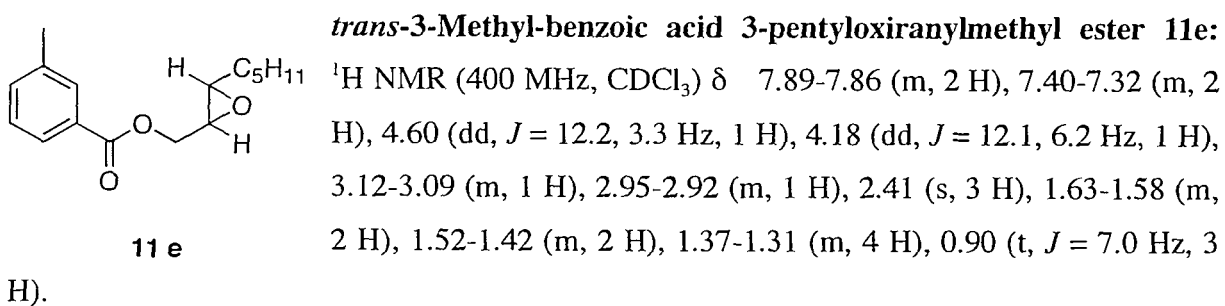 trans-3-Methyl-benzoic acid 3-pentyloxiranylmethyl ester 11e:
¹H NMR (400 MHz, CDCl₃) δ 7.89-7.86 (m, 2 H), 7.40-7.32 (m, 2
H), 4.60 (dd, J = 12.2, 3.3 Hz, 1 H), 4.18 (dd, J = 12.1, 6.2 Hz, 1 H),
3.12-3.09 (m, 1 H), 2.95-2.92 (m, 1 H), 2.41 (s, 3 H), 1.63-1.58 (m,
2 H), 1.52-1.42 (m, 2 H), 1.37-1.31 (m, 4 H), 0.90 (t, J = 7.0 Hz, 3
H).
H C₅H₁₁
O
O
H
O
11 e